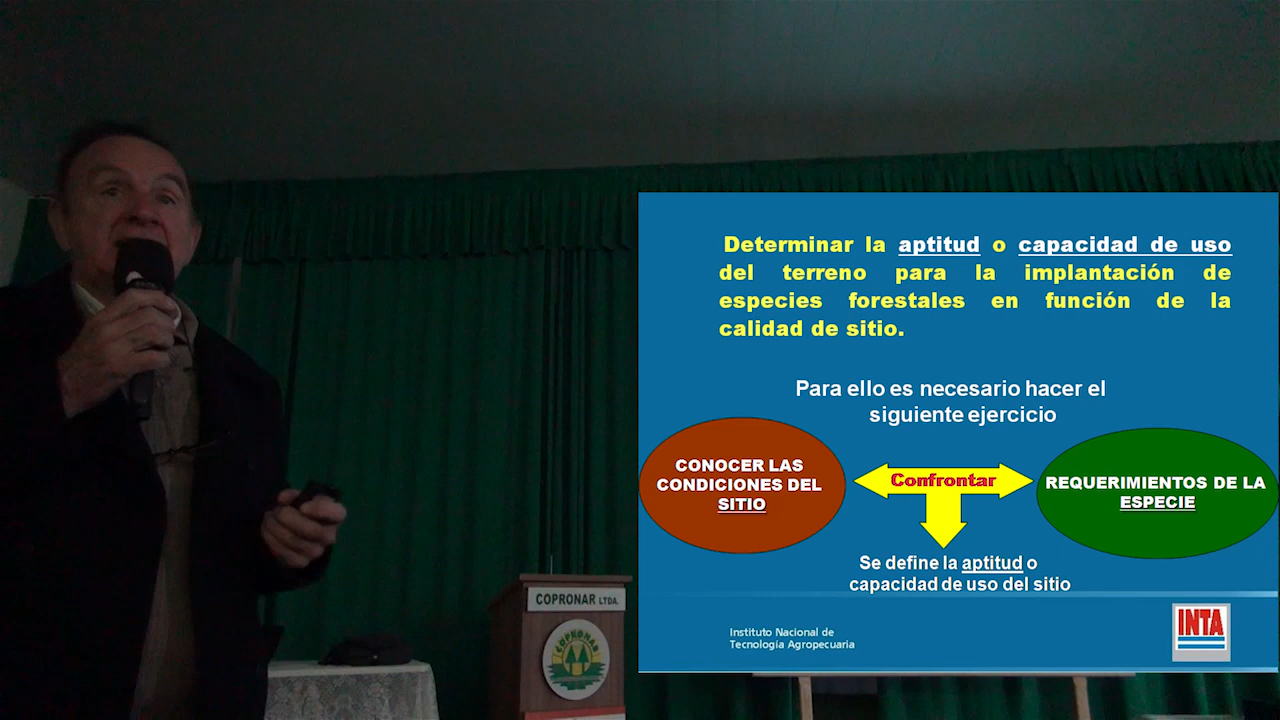 Determinar la aptitud o capacidad de uso
del terreno para la implantación de
especies forestales en función de la
calidad de sitio.
Para ello es necesario hacer el
siguiente ejercicio
CONOCER LAS
CONDICIONES DEL
SITIO
Confrontar
REQUERIMIENTOS DE LA
ESPECIE
Se define la aptitud o
capacidad de uso del sitio
Instituto Nacional de
Tecnología Agropecuaria
INTA
COPRONAR LTDA.
COPRONAR